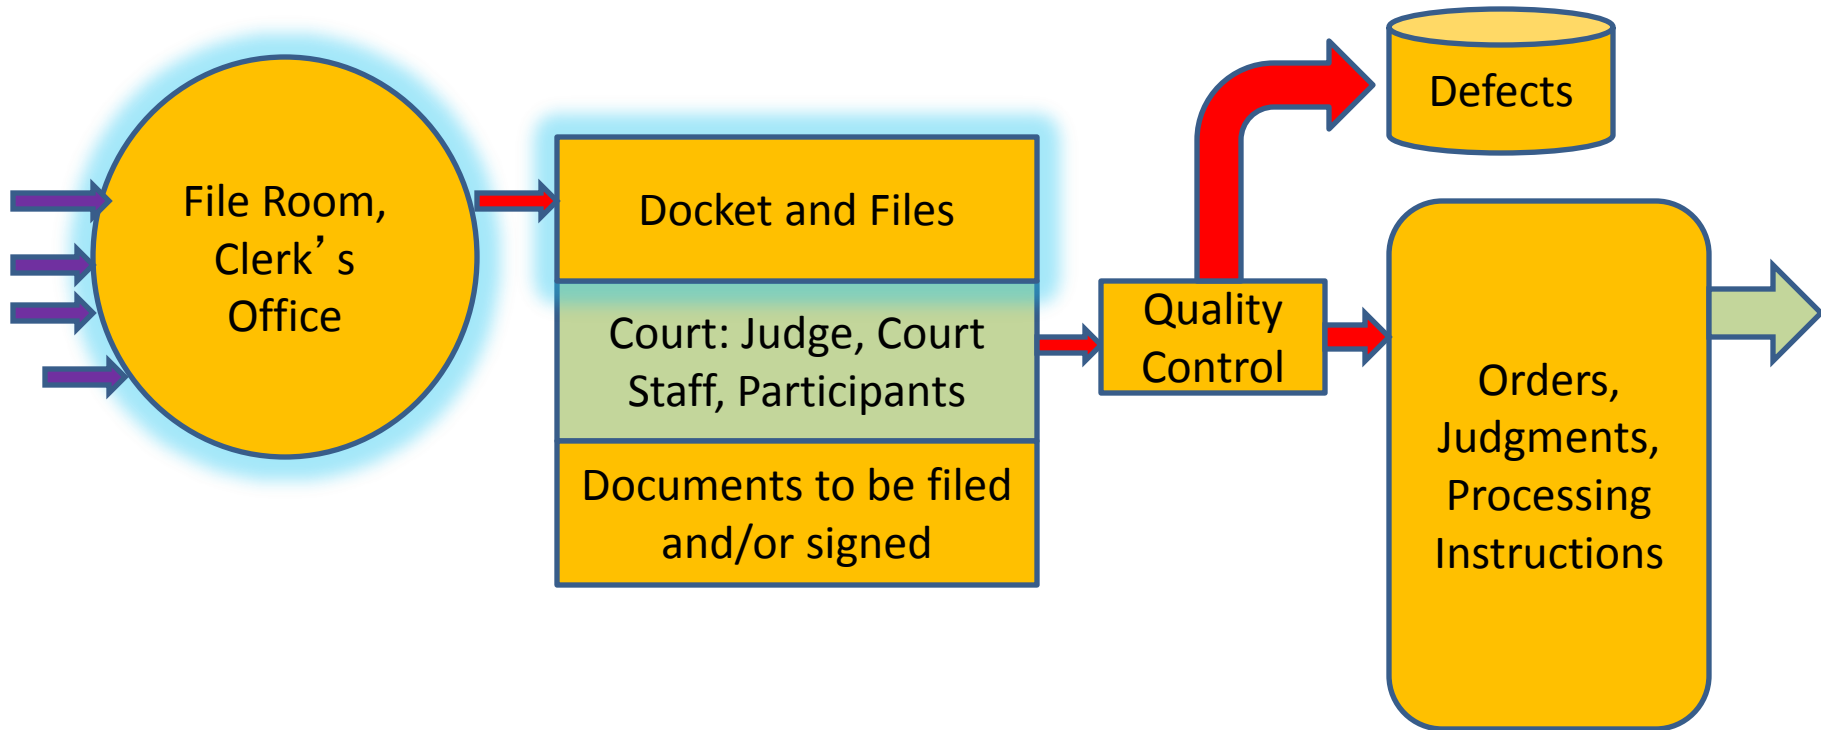 File Room,
Clerk’ s
Office
Docket and Files
Court: Judge, Court
Staff, Participants
Documents to be filed
and/or signed
Quality
Control
Defects
Orders,
Judgments,
Processing
Instructions